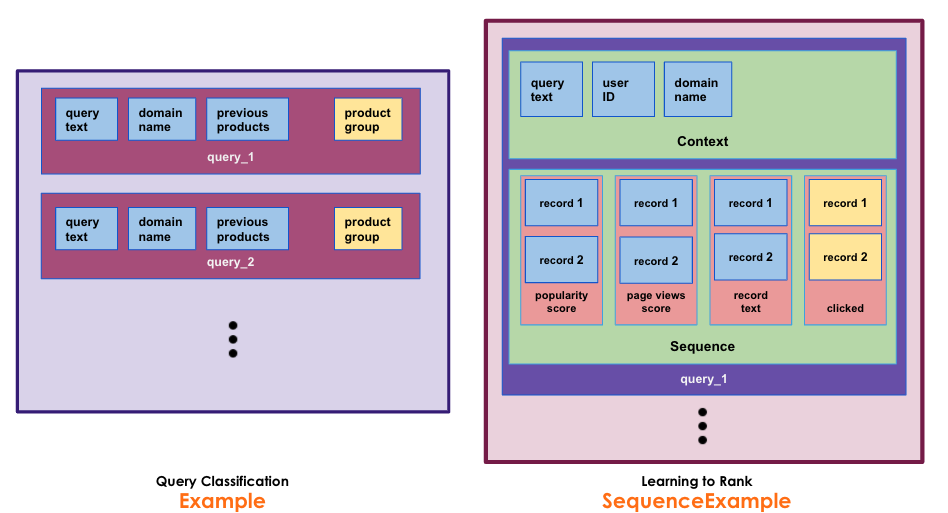 query
text
domain
name
previous
products
product
group
query_1
query
text
domain
name
previous
products
product
group
query_2
Query Classification
Example
query
text
user
ID
domain
name
Context
record 1
record 1
record 1
record 1
record 2
record 2
record 2
record 2
popularity
score
page views
score
record
text
clicked
Sequence
query_1
Learning to Rank
SequenceExample